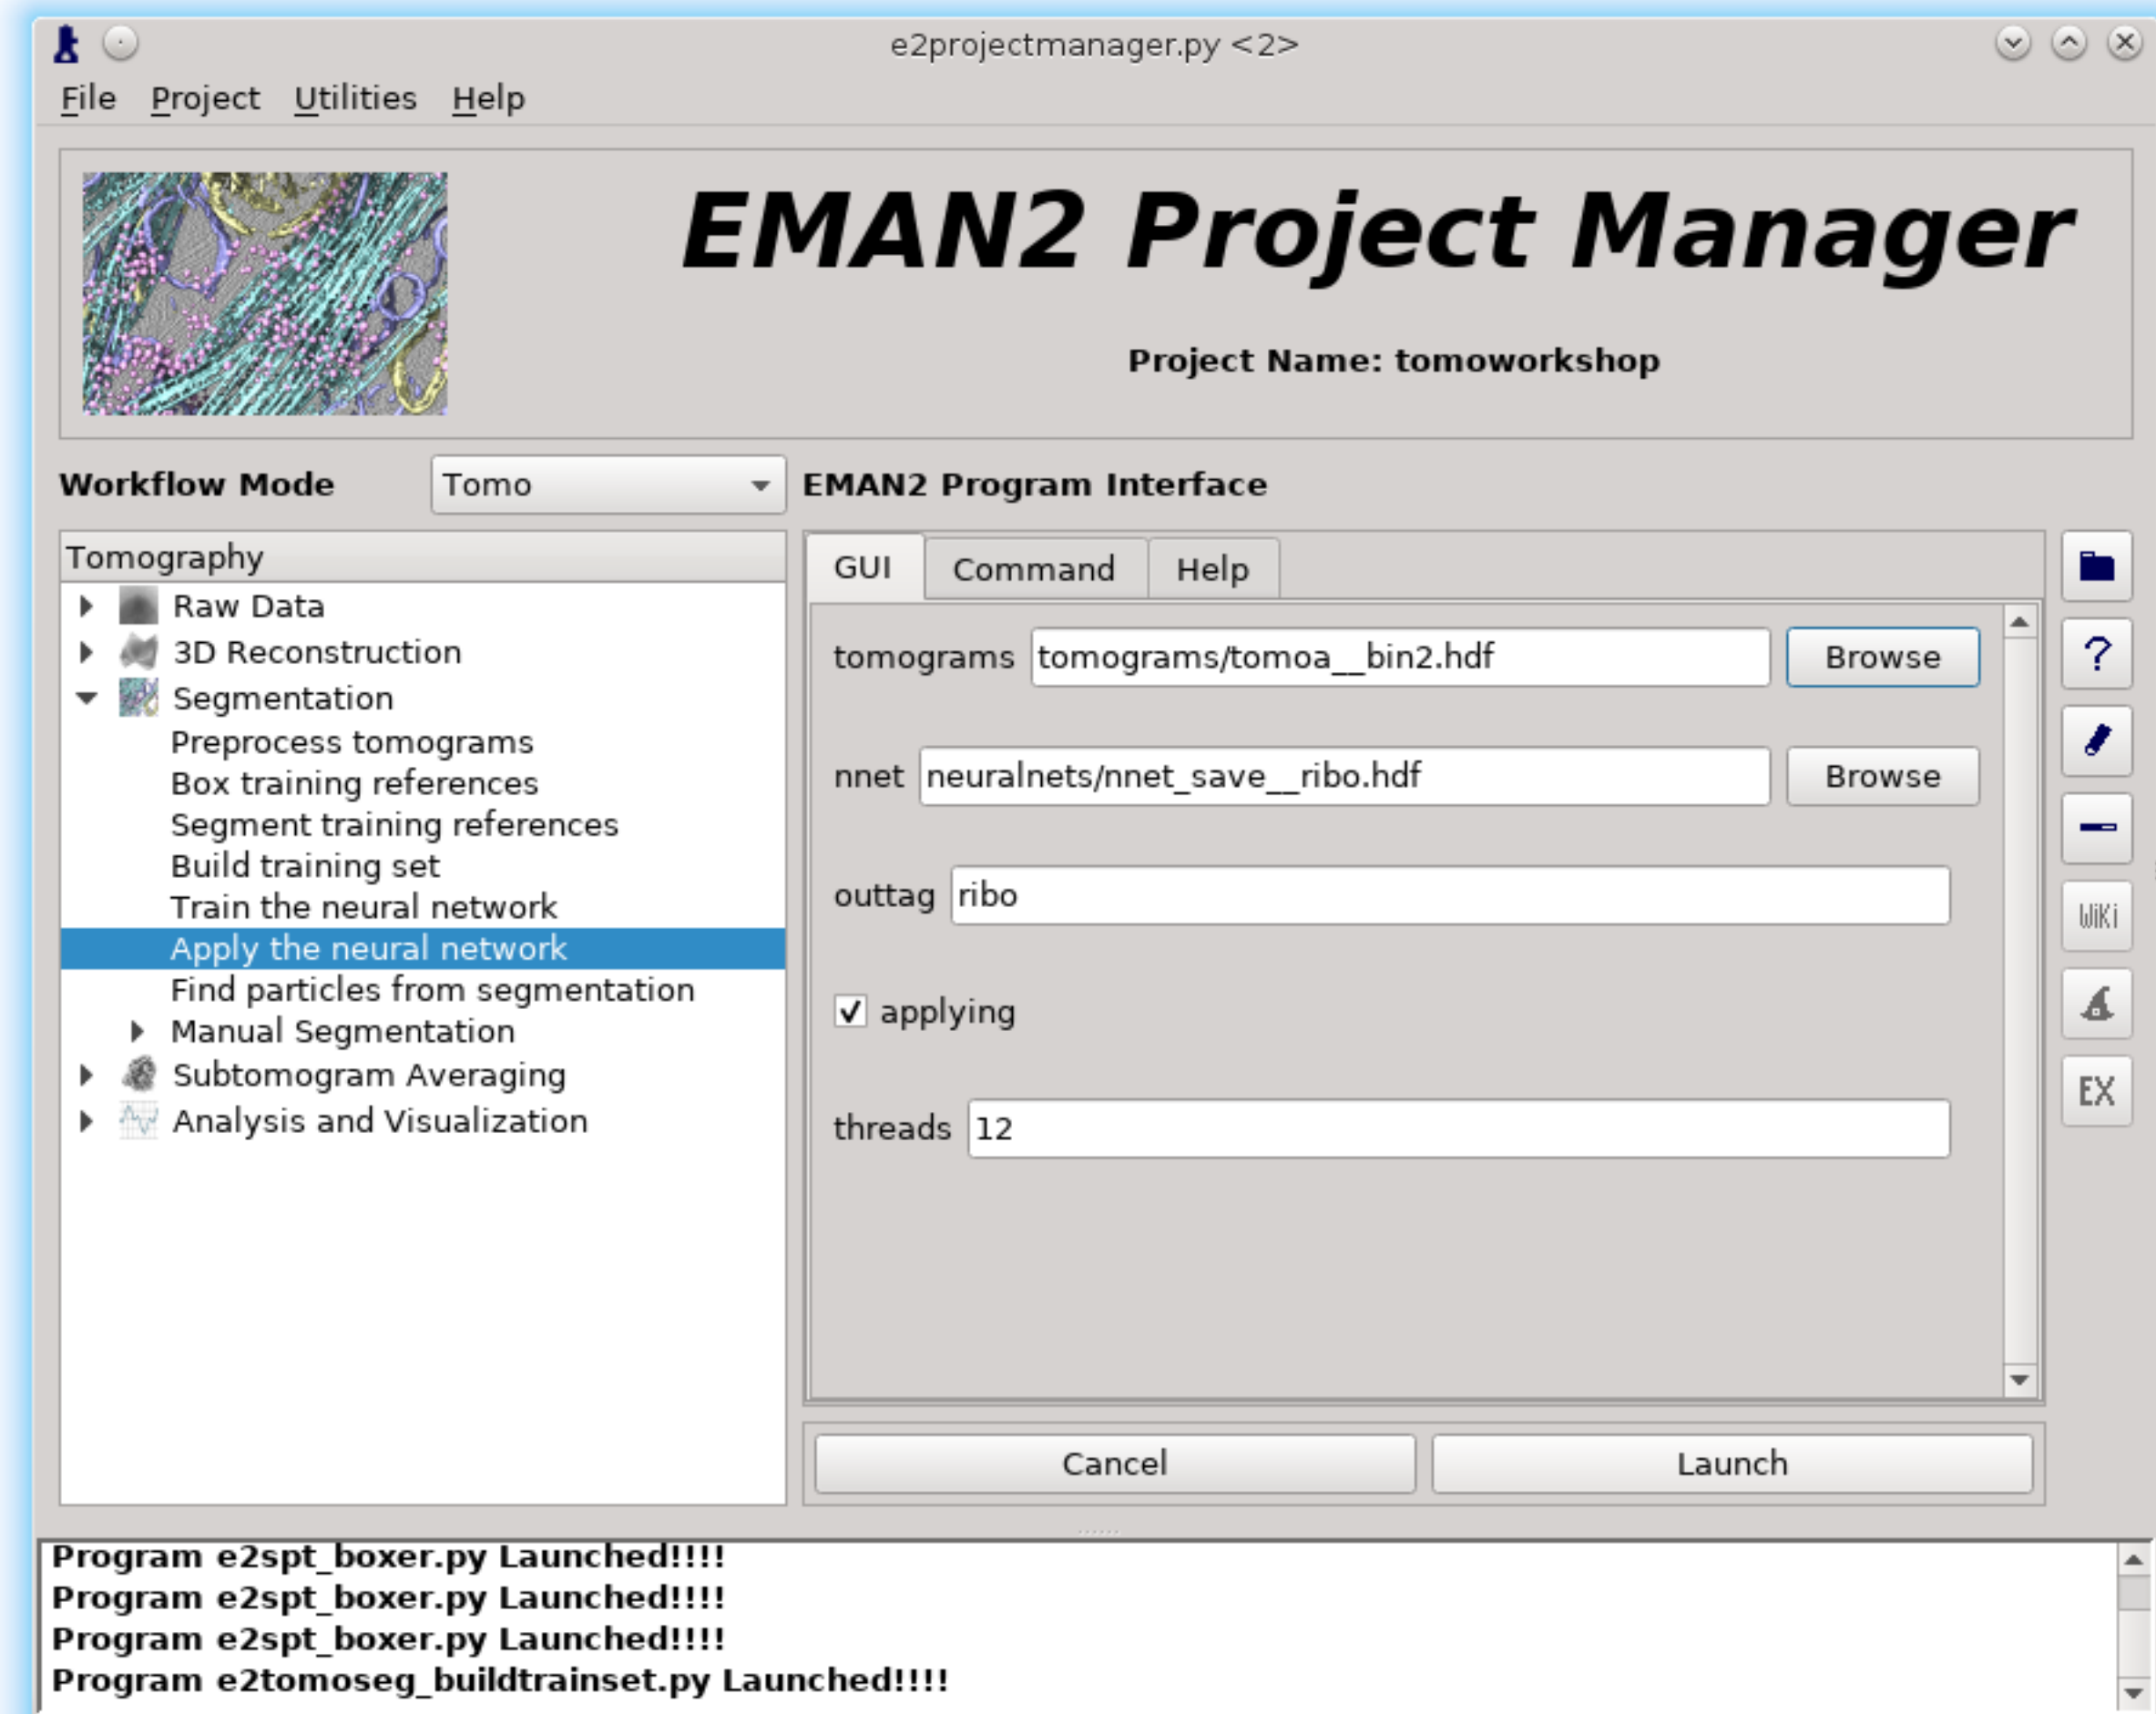 e2projectmanager.py <2>
File Project Utilities Help
EMAN2 Project Manager
Project Name: tomoworkshop
Workflow Mode Tomo EMAN2 Program Interface
Tomography
Raw Data
3D Reconstruction
Segmentation
Preprocess tomograms
Box training references
Segment training references
Build training set
Train the neural network
Apply the neural network
Find particles from segmentation
Manual Segmentation
Subtomogram Averaging
Analysis and Visualization
GUI Command Help
tomograms tomograms/tomoa__bin2.hdf Browse
nnet neuralnets/nnet_save__ribo.hdf Browse
outtag ribo
applying
threads 12
Cancel Launch
?
WiKi
EX
Program e2spt_boxer.py Launched!!!!
Program e2spt_boxer.py Launched!!!!
Program e2spt_boxer.py Launched!!!!
Program e2tomoseg_buildtrainset.py Launched!!!!